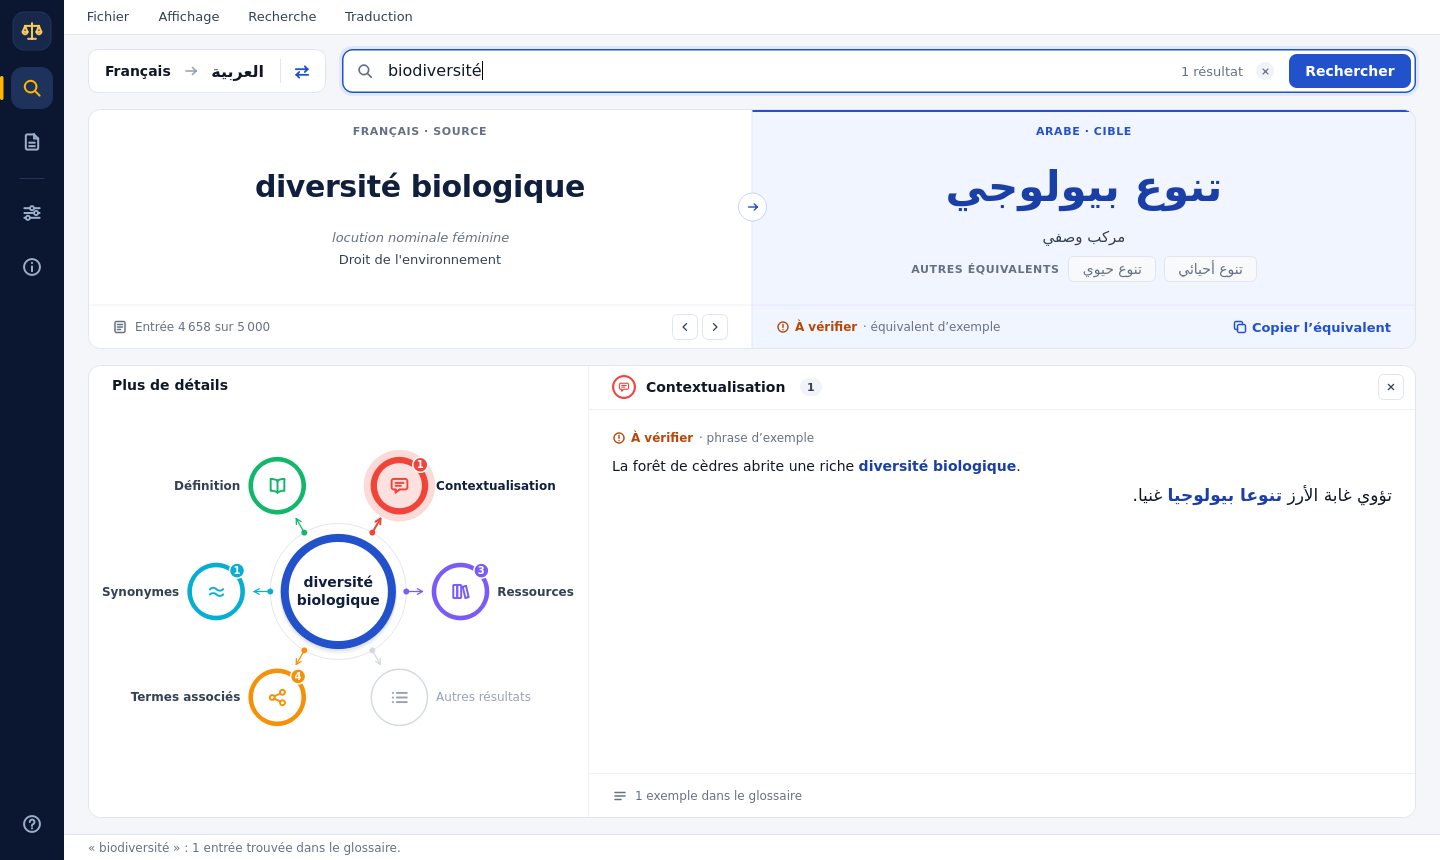 Fichier Affichage Recherche Traduction
Français → العربية
biodiversité 1 résultat Rechercher
FRANÇAIS · SOURCE
diversité biologique
locution nominale féminine
Droit de l'environnement
Entrée 4 658 sur 5 000
ARABE · CIBLE
تنوع بيولوجي
مركب وصفي
AUTRES ÉQUIVALENTS تنوع حيوي تنوع أحيائي
À vérifier · équivalent d’exemple
Copier l’équivalent
Plus de détails
Définition
1
Contextualisation
1
Synonymes
diversité
biologique
3
Ressources
4
Termes associés
Autres résultats
Contextualisation 1
À vérifier · phrase d’exemple
La forêt de cèdres abrite une riche diversité biologique.
تؤوي غابة الأرز تنوعا بيولوجيا غنيا.
1 exemple dans le glossaire
« biodiversité » : 1 entrée trouvée dans le glossaire.